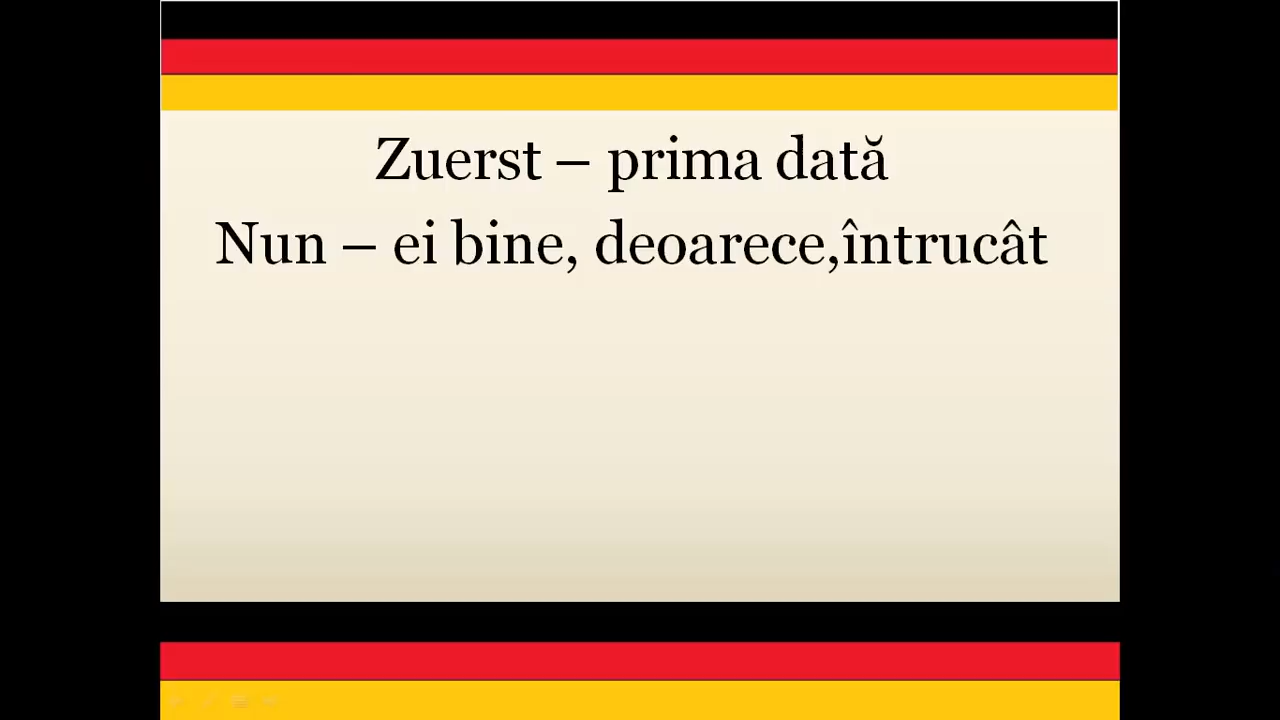 Zuerst – prima dată
Nun – ei bine, deoarece,întrucât